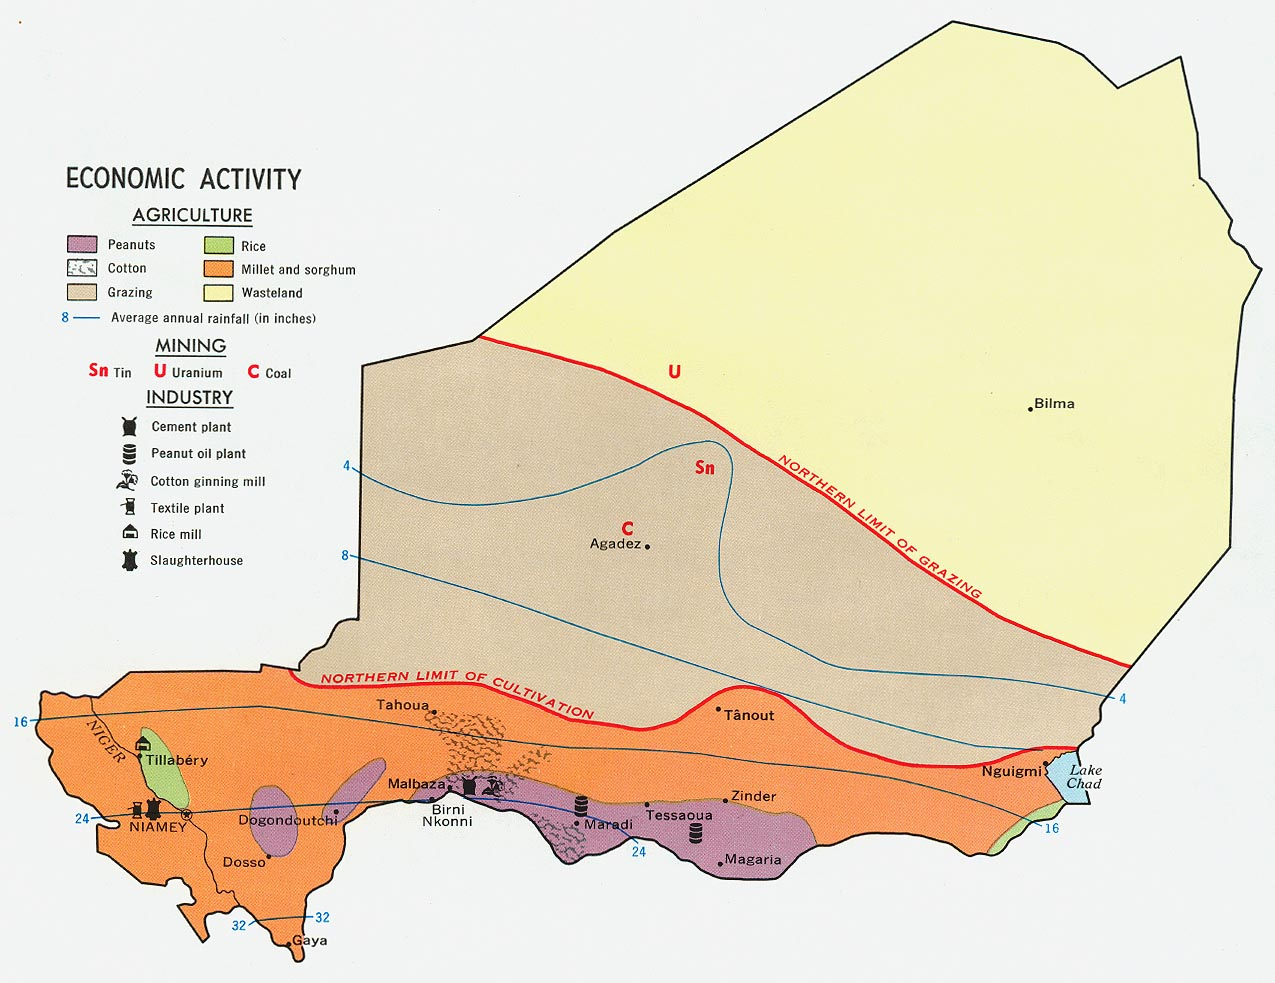 ECONOMIC ACTIVITY
AGRICULTURE
Peanuts
Rice
Cotton
Millet and sorghum
Grazing
Wasteland
8 Average annual rainfall (in inches)
MINING
Sn Tin U Uranium C Coal
INDUSTRY
Cement plant
Peanut oil plant
Cotton ginning mill
Textile plant
Rice mill
Slaughterhouse
U
Bilma
4
Sn
NORTHERN LIMIT OF GRAZING
C
Agadez
8
NORTHERN LIMIT OF CULTIVATION
4
Tahoua
Tânout
16
NIGER
Tillabéry
Nguigmi
Lake
Chad
Malbaza
Zinder
Birni
Nkonni
Tessaoua
24
NIAMEY
Dogondoutchi
Maradi
16
24
Dosso
Magaria
32
32
Gaya